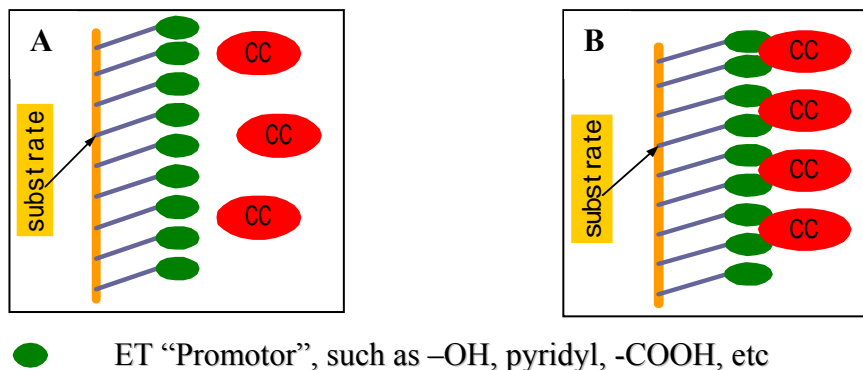 A
CC
CC
CC
substrate
B
CC
CC
CC
CC
substrate
ET “Promotor”, such as –OH, pyridyl, -COOH, etc